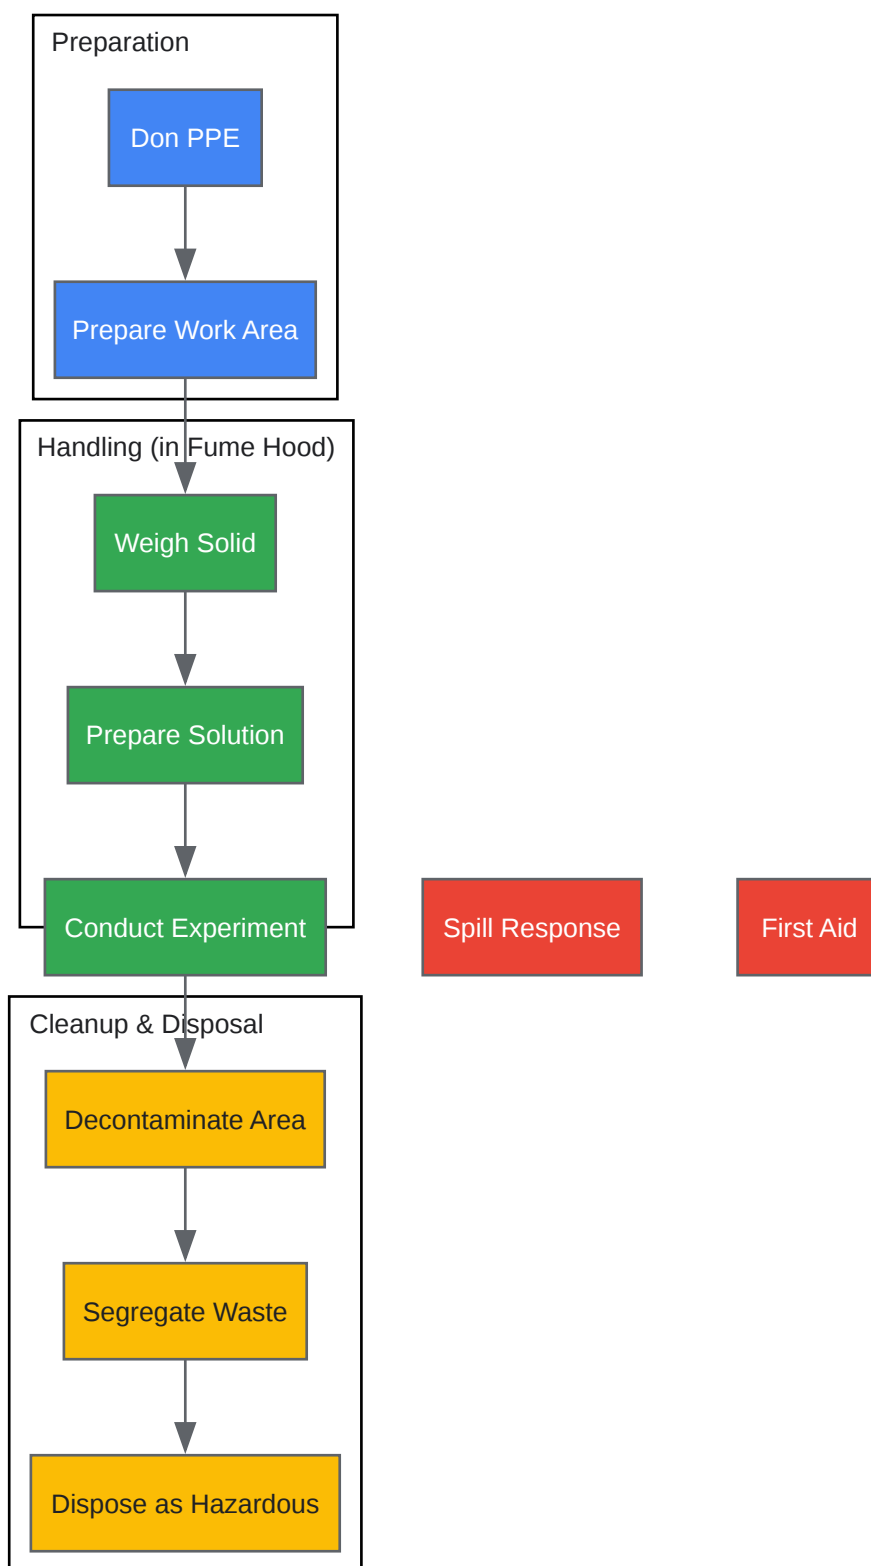 Preparation
Don PPE
Prepare Work Area
Handling (in Fume Hood)
Weigh Solid
Prepare Solution
Conduct Experiment
Spill Response
First Aid
Cleanup & Disposal
Decontaminate Area
Segregate Waste
Dispose as Hazardous